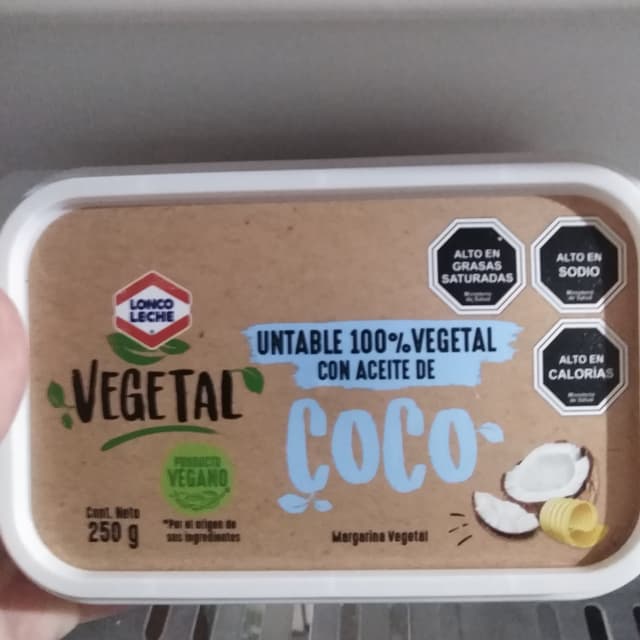 LONCO
LECHE
VEGETAL
UNTABLE 100% VEGETAL
CON ACEITE DE
COCO
ALTO EN
GRASAS
SATURADAS
Ministerio
de Salud
ALTO EN
SODIO
Ministerio
de Salud
ALTO EN
CALORÍAS
Ministerio
de Salud
PRODUCTO
VEGANO
Cont. Neto
250 g
*Por el origen de
sus ingredientes
Margarina Vegetal